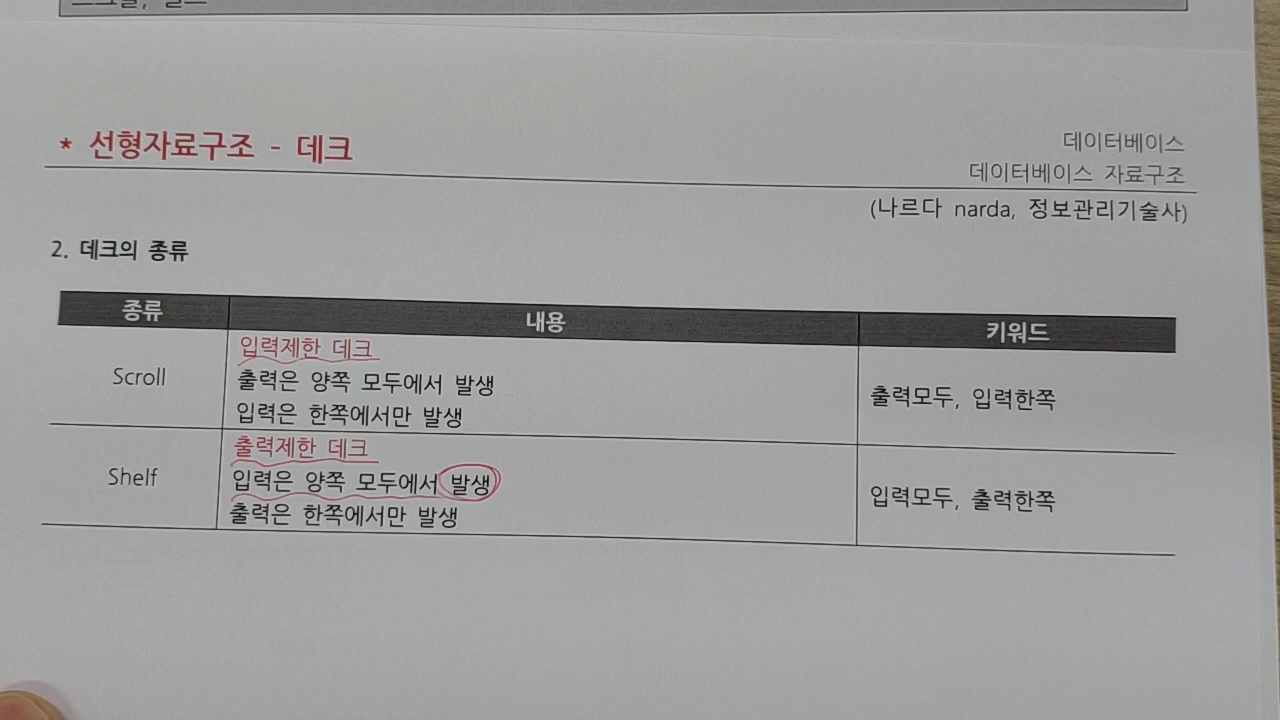 * 선형자료구조 - 데크
데이터베이스
데이터베이스 자료구조
(나르다 narda, 정보관리기술사)
2. 데크의 종류
종류 내용 키워드
Scroll
입력제한 데크
출력은 양쪽 모두에서 발생
입력은 한쪽에서만 발생
출력모두, 입력한쪽
Shelf
출력제한 데크
입력은 양쪽 모두에서 발생
출력은 한쪽에서만 발생
입력모두, 출력한쪽